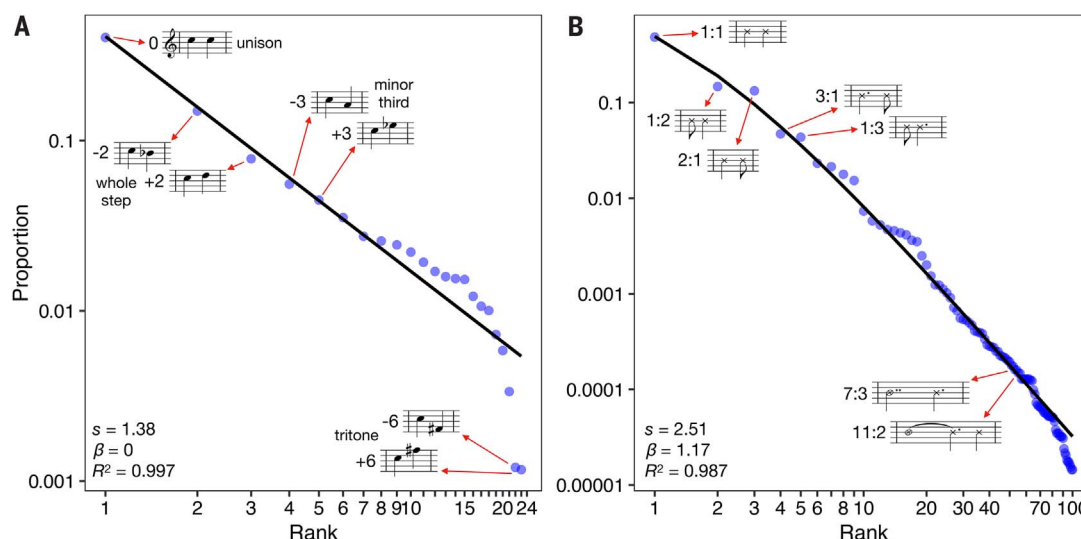 A
B
0
unison
minor
third
-3
+3
-2
whole
step
+2
-6
tritone
+6
s = 1.38
β = 0
R² = 0.997
Proportion
0.1
0.01
0.001
1
2
3
4
5
6
7
8
9
10
15
20
24
Rank
1:1
1:2
2:1
3:1
1:3
7:3
11:2
s = 2.51
β = 1.17
R² = 0.987
0.1
0.01
0.001
0.0001
0.00001
1
2
3
4
5
6
8
10
20
30
40
70
100
Rank